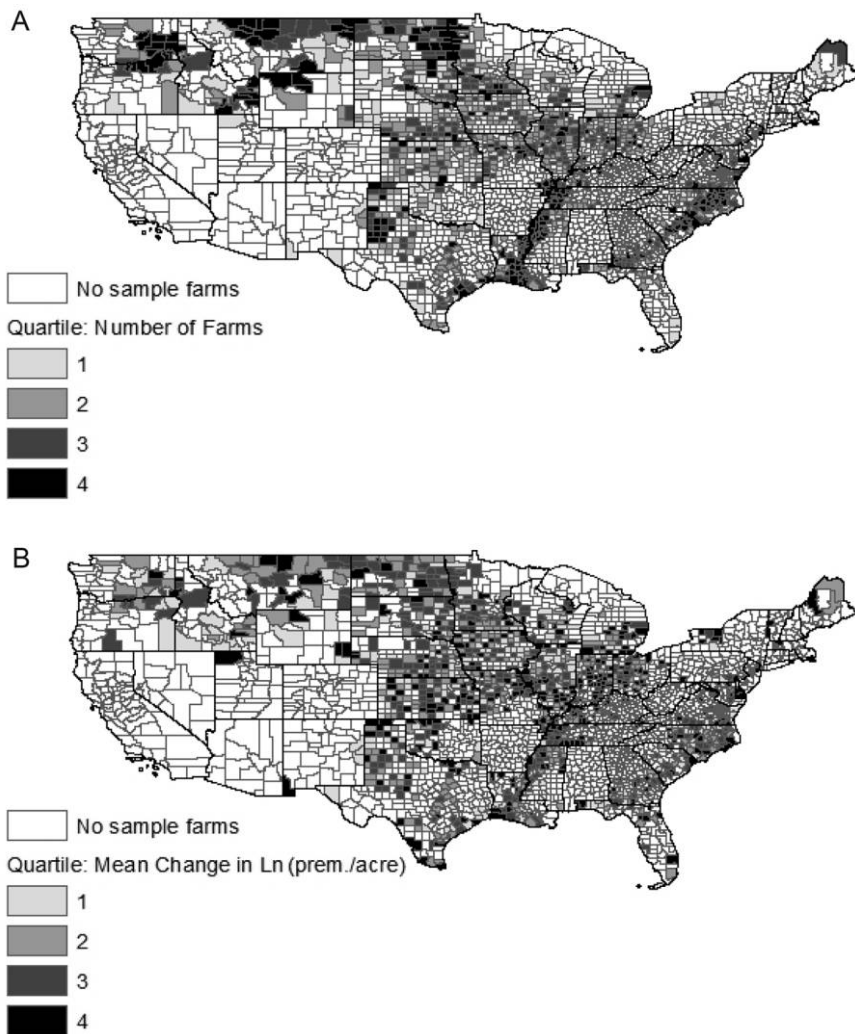 A
No sample farms
Quartile: Number of Farms
1
2
3
4
B
No sample farms
Quartile: Mean Change in Ln (prem./acre)
1
2
3
4